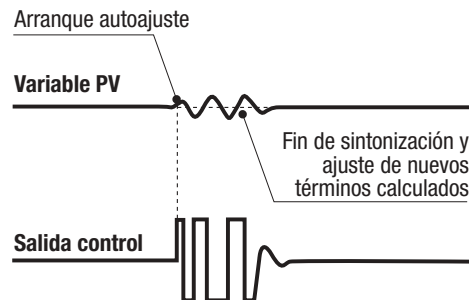 Arranque autoajuste
Variable PV
Fin de sintonización y
ajuste de nuevos
términos calculados
Salida control